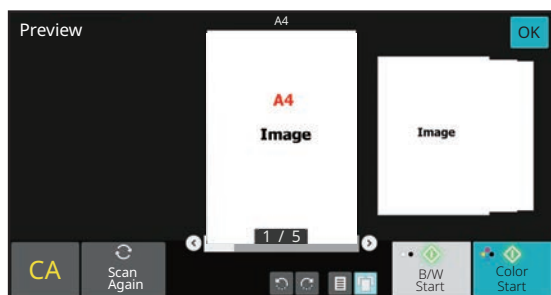 Preview
A4
OK
A4
Image
Image
1 / 5
CA
Scan
Again
B/W
Start
Color
Start